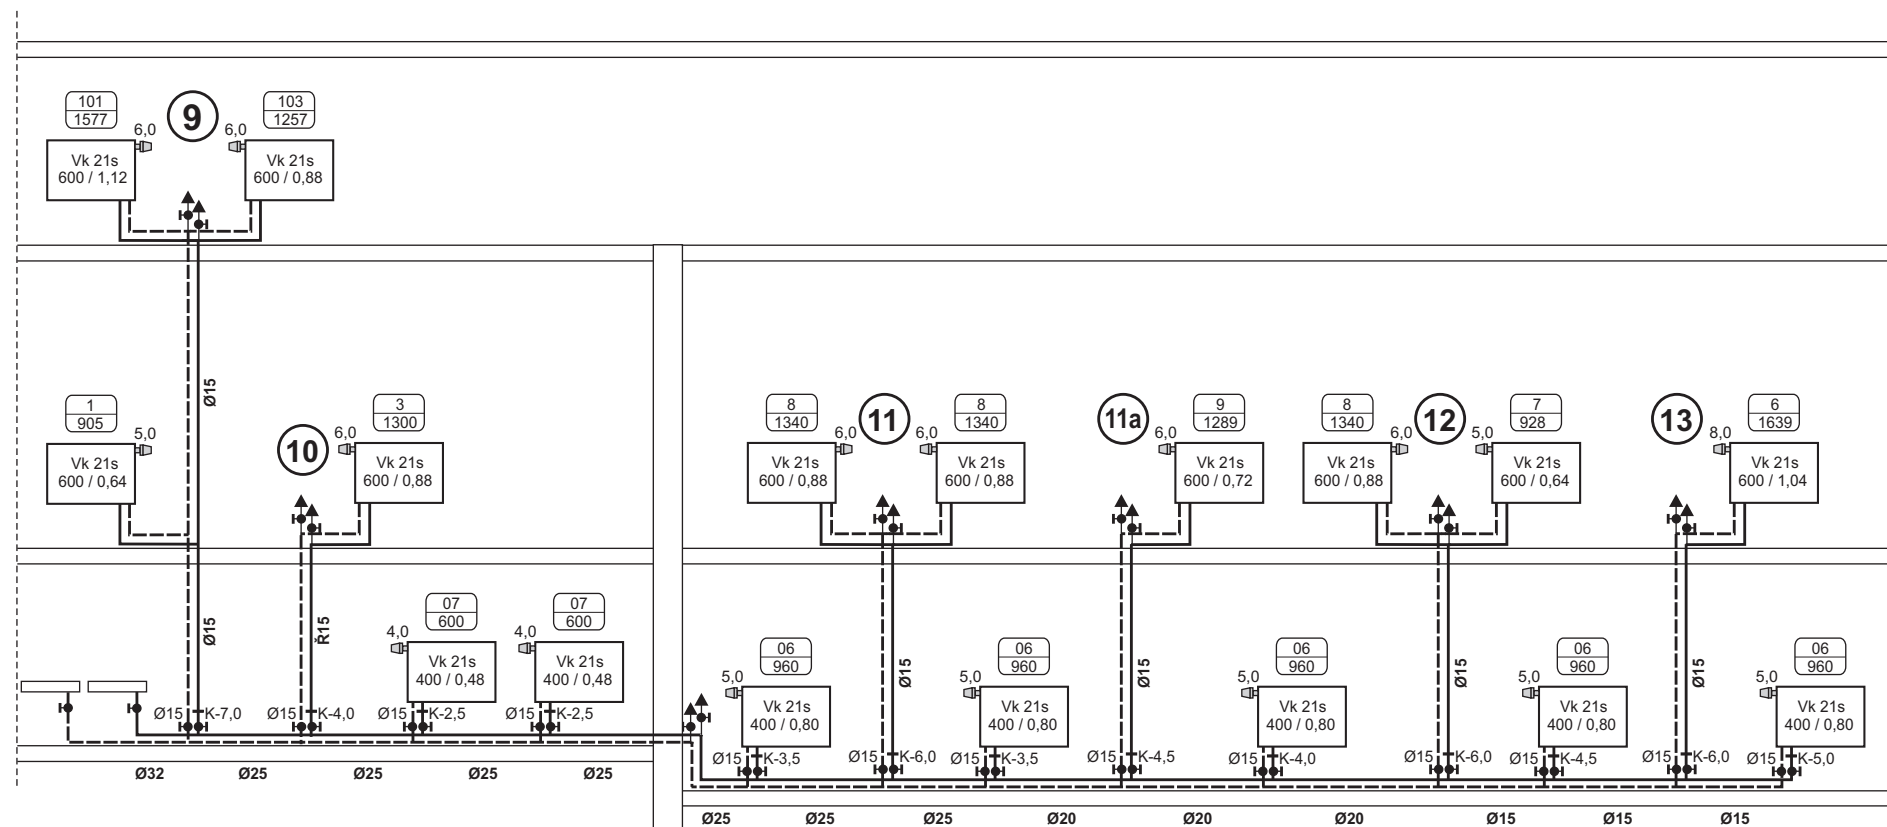 101
1577
9
103
1257
6,0
6,0
Vk 21s
600 / 1,12
Vk 21s
600 / 0,88
Ø15
1
905
5,0
Vk 21s
600 / 0,64
10
3
1300
6,0
Vk 21s
600 / 0,88
8
1340
6,0
Vk 21s
600 / 0,88
11
8
1340
6,0
Vk 21s
600 / 0,88
11a
9
1289
6,0
Vk 21s
600 / 0,72
8
1340
6,0
Vk 21s
600 / 0,88
12
7
928
5,0
Vk 21s
600 / 0,64
13
6
1639
8,0
Vk 21s
600 / 1,04
Ø15
Ř15
07
600
4,0
Vk 21s
400 / 0,48
07
600
4,0
Vk 21s
400 / 0,48
06
960
5,0
Vk 21s
400 / 0,80
Ø15
06
960
5,0
Vk 21s
400 / 0,80
Ø15
06
960
5,0
Vk 21s
400 / 0,80
Ø15
06
960
5,0
Vk 21s
400 / 0,80
Ø15
06
960
5,0
Vk 21s
400 / 0,80
Ø15 K-7,0
Ø15 K-4,0
Ø15 K-2,5
Ø15 K-2,5
Ø15 K-3,5
Ø15 K-6,0
Ø15 K-3,5
Ø15 K-4,5
Ø15 K-4,0
Ø15 K-6,0
Ø15 K-4,5
Ø15 K-6,0
Ø15 K-5,0
Ø32 Ø25 Ø25 Ø25 Ø25
Ø25 Ø25 Ø25 Ø20 Ø20 Ø20 Ø15 Ø15 Ø15